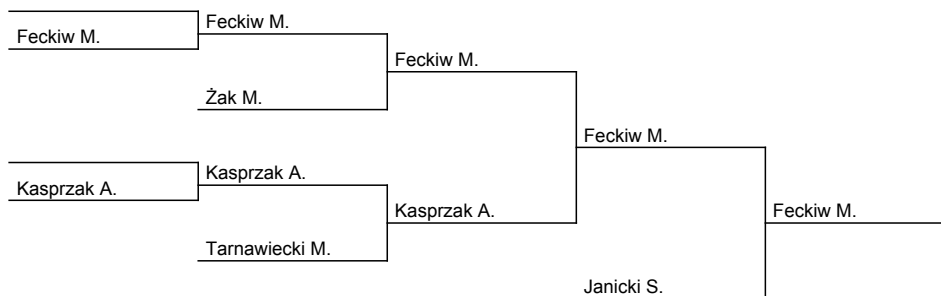 Feckiw M.
Feckiw M.
Feckiw M.
Żak M.
Feckiw M.
Kasprzak A.
Kasprzak A.
Kasprzak A.
Feckiw M.
Tarnawiecki M.
Janicki S.